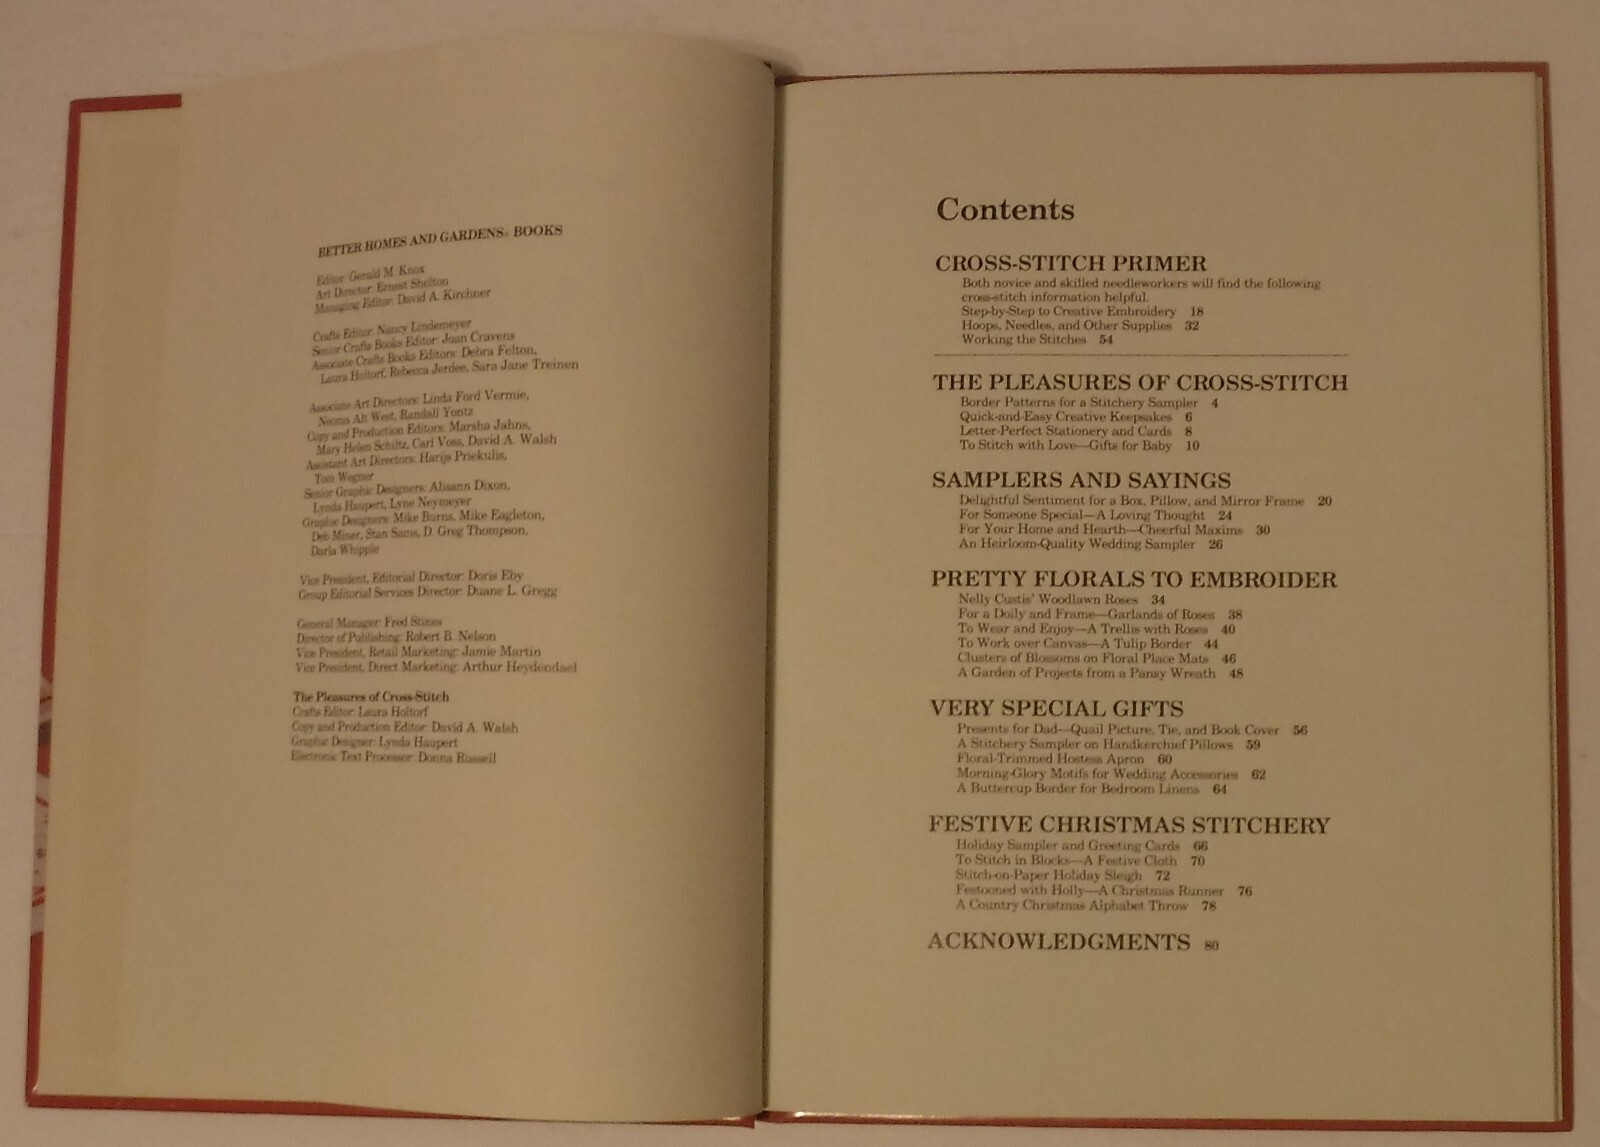 BETTER HOMES AND GARDENS® BOOKS
Editor: Gerald M. Knox
Art Director: Ernest Shelton
Managing Editor: David A. Kirchner
Crafts Editor: Nancy Lindemeyer
Senior Crafts Books Editor: Joan Cravens
Associate Crafts Books Editors: Debra Felton,
Laura Holtorf, Rebecca Jerdee, Sara Jane Treinen
Associate Art Directors: Linda Ford Vermie,
Neoma Alt West, Randall Yontz
Copy and Production Editors: Marsha Jahns,
Mary Helen Schiltz, Carl Voss, David A. Walsh
Assistant Art Directors: Harijs Priekulis,
Tom Wegner
Senior Graphic Designers: Alisann Dixon,
Lynda Haupert, Lyne Neymeyer
Graphic Designers: Mike Burns, Mike Eagleton,
Deb Miner, Stan Sams, D. Greg Thompson,
Darla Whipple
Vice President, Editorial Director: Doris Eby
Group Editorial Services Director: Duane L. Gregg
General Manager: Fred Stines
Director of Publishing: Robert B. Nelson
Vice President, Retail Marketing: Jamie Martin
Vice President, Direct Marketing: Arthur Heydendael
The Pleasures of Cross-Stitch
Crafts Editor: Laura Holtorf
Copy and Production Editor: David A. Walsh
Graphic Designer: Lynda Haupert
Electronic Text Processor: Donna Russell
Contents
CROSS-STITCH PRIMER
Both novice and skilled needleworkers will find the following
cross-stitch information helpful.
Step-by-Step to Creative Embroidery 18
Hoops, Needles, and Other Supplies 32
Working the Stitches 54
THE PLEASURES OF CROSS-STITCH
Border Patterns for a Stitchery Sampler 4
Quick-and-Easy Creative Keepsakes 6
Letter-Perfect Stationery and Cards 8
To Stitch with Love—Gifts for Baby 10
SAMPLERS AND SAYINGS
Delightful Sentiment for a Box, Pillow, and Mirror Frame 20
For Someone Special—A Loving Thought 24
For Your Home and Hearth—Cheerful Maxims 30
An Heirloom-Quality Wedding Sampler 26
PRETTY FLORALS TO EMBROIDER
Nelly Custis' Woodlawn Roses 34
For a Doily and Frame—Garlands of Roses 38
To Wear and Enjoy—A Trellis with Roses 40
To Work over Canvas—A Tulip Border 44
Clusters of Blossoms on Floral Place Mats 46
A Garden of Projects from a Pansy Wreath 48
VERY SPECIAL GIFTS
Presents for Dad—Quail Picture, Tie, and Book Cover 56
A Stitchery Sampler on Handkerchief Pillows 59
Floral-Trimmed Hostess Apron 60
Morning-Glory Motifs for Wedding Accessories 62
A Buttercup Border for Bedroom Linens 64
FESTIVE CHRISTMAS STITCHERY
Holiday Sampler and Greeting Cards 66
To Stitch in Blocks—A Festive Cloth 70
Stitch-on-Paper Holiday Sleigh 72
Festooned with Holly—A Christmas Runner 76
A Country Christmas Alphabet Throw 78
ACKNOWLEDGMENTS 80